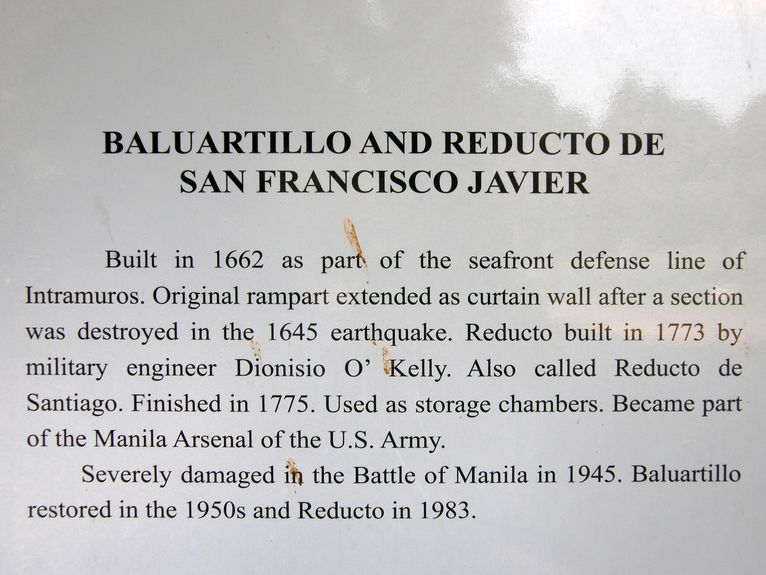 BALUARTILLO AND REDUCTO DE
SAN FRANCISCO JAVIER
Built in 1662 as part of the seafront defense line of
Intramuros. Original rampart extended as curtain wall after a section
was destroyed in the 1645 earthquake. Reducto built in 1773 by
military engineer Dionisio O’ Kelly. Also called Reducto de
Santiago. Finished in 1775. Used as storage chambers. Became part
of the Manila Arsenal of the U.S. Army.
Severely damaged in the Battle of Manila in 1945. Baluartillo
restored in the 1950s and Reducto in 1983.